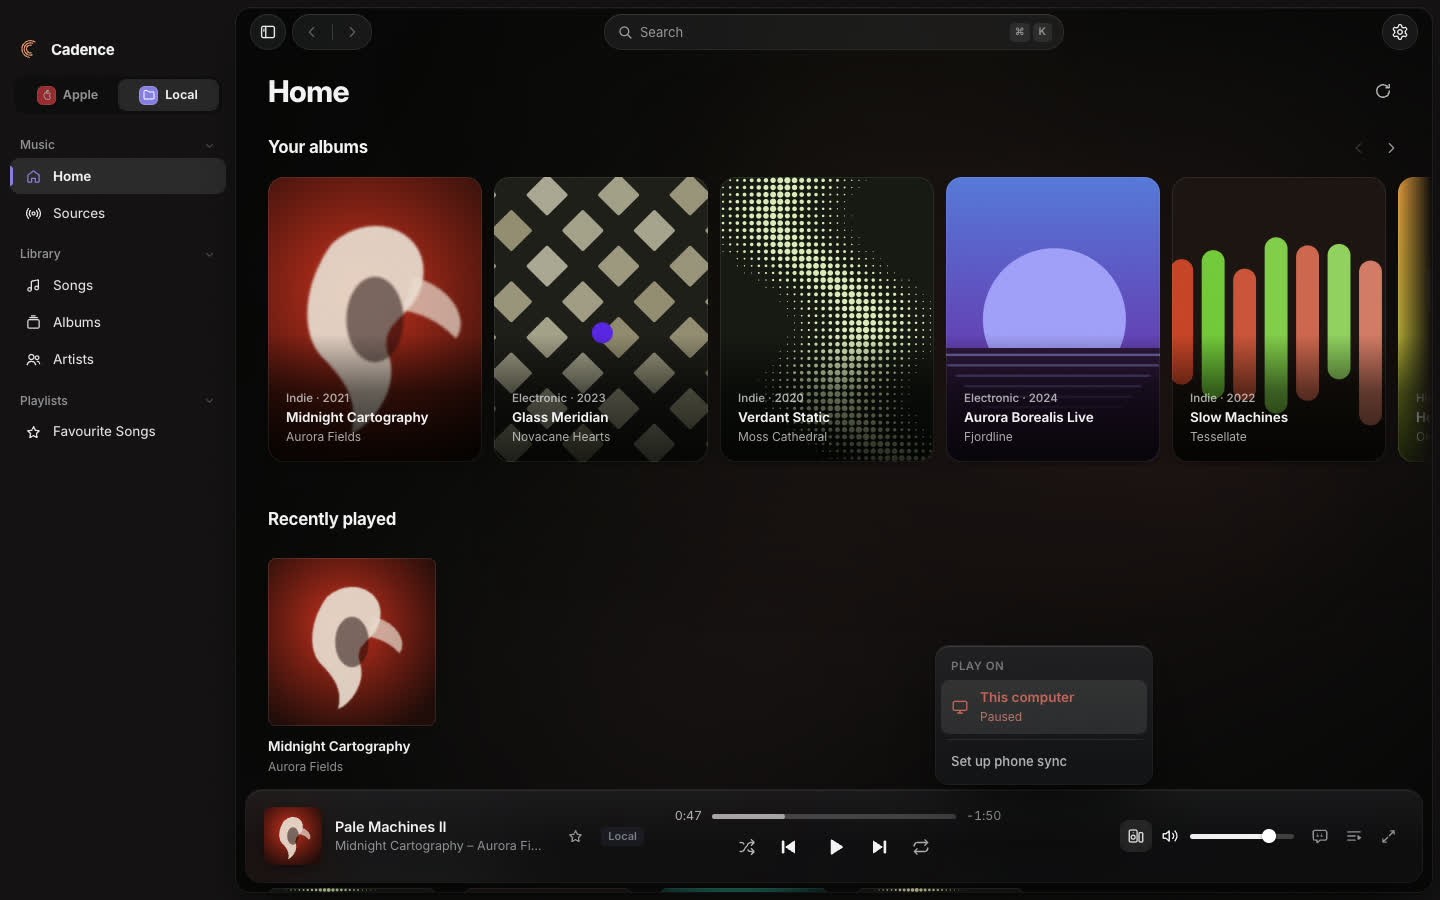 Cadence
Search
⌘ K
Apple
Local
Home
Music
Home
Sources
Library
Songs
Albums
Artists
Playlists
Favourite Songs
Your albums
Indie · 2021
Midnight Cartography
Aurora Fields
Electronic · 2023
Glass Meridian
Novacane Hearts
Indie · 2020
Verdant Static
Moss Cathedral
Electronic · 2024
Aurora Borealis Live
Fjordline
Indie · 2022
Slow Machines
Tessellate
Recently played
Midnight Cartography
Aurora Fields
PLAY ON
This computer
Paused
Set up phone sync
Pale Machines II
Midnight Cartography – Aurora Fi...
Local
0:47
-1:50